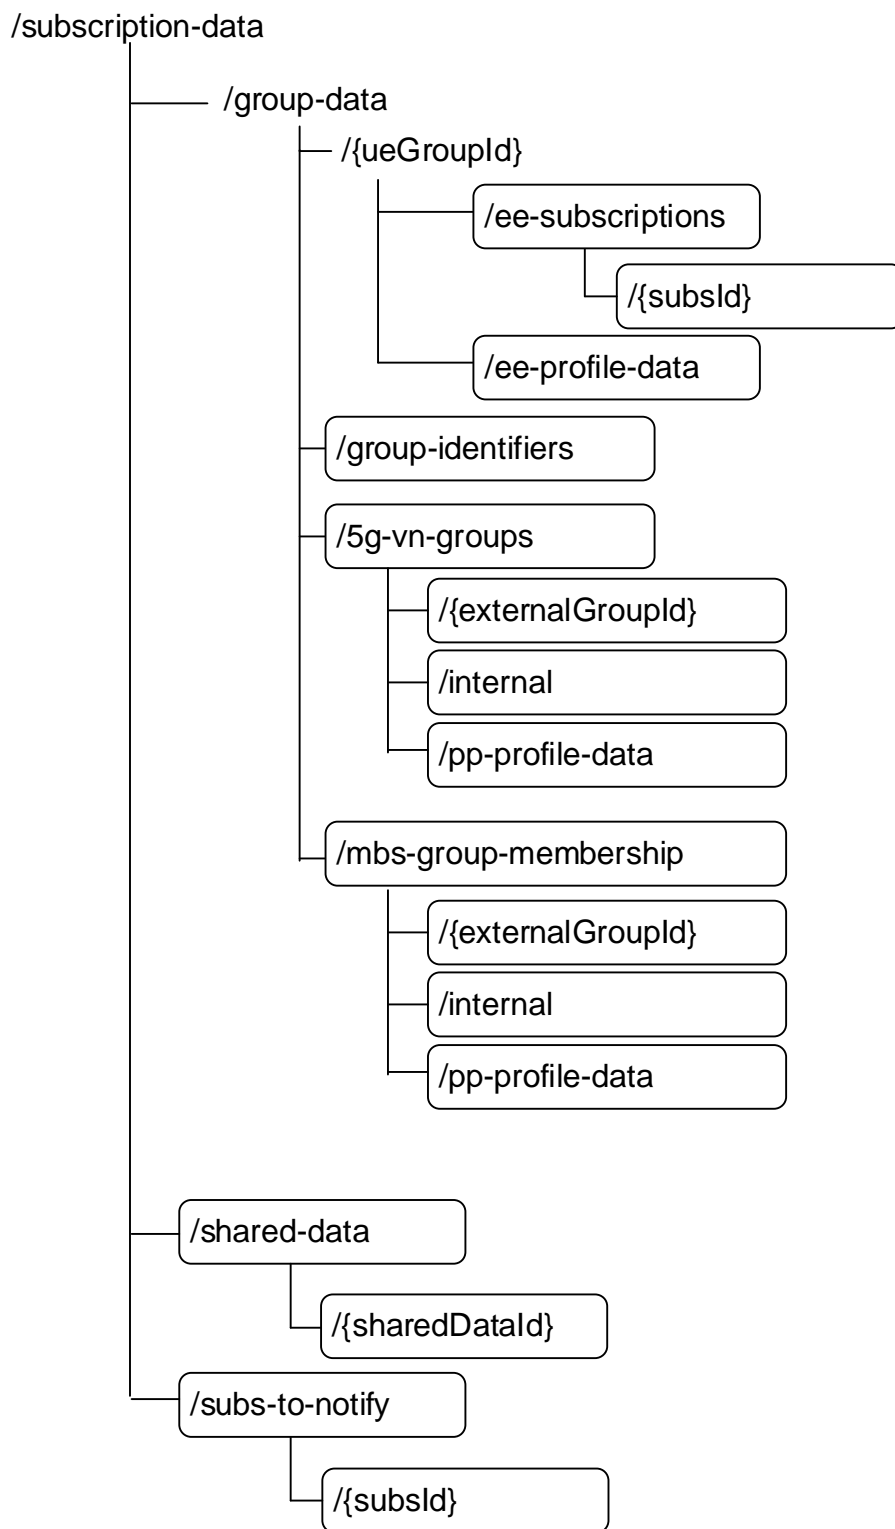 /subscription-data
/group-data
/{ueGroupId}
/ee-subscriptions
/{subsId}
/ee-profile-data
/group-identifiers
/5g-vn-groups
/{externalGroupId}
/internal
/pp-profile-data
/mbs-group-membership
/{externalGroupId}
/internal
/pp-profile-data
/shared-data
/{sharedDataId}
/subs-to-notify
/{subsId}